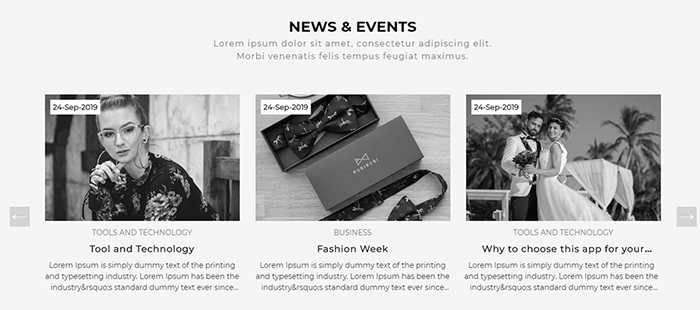 NEWS & EVENTS
Lorem ipsum dolor sit amet, consectetur adipiscing elit.
Morbi venenatis felis tempus feugiat maximus.
24-Sep-2019
24-Sep-2019
24-Sep-2019
BUGIBUGI
←
→
TOOLS AND TECHNOLOGY
Tool and Technology
Lorem Ipsum is simply dummy text of the printing
and typesetting industry. Lorem Ipsum has been the
industry&rsquo;s standard dummy text ever since...
BUSINESS
Fashion Week
Lorem Ipsum is simply dummy text of the printing
and typesetting industry. Lorem Ipsum has been the
industry&rsquo;s standard dummy text ever since...
TOOLS AND TECHNOLOGY
Why to choose this app for your...
Lorem Ipsum is simply dummy text of the printing
and typesetting industry. Lorem Ipsum has been the
industry&rsquo;s standard dummy text ever since...